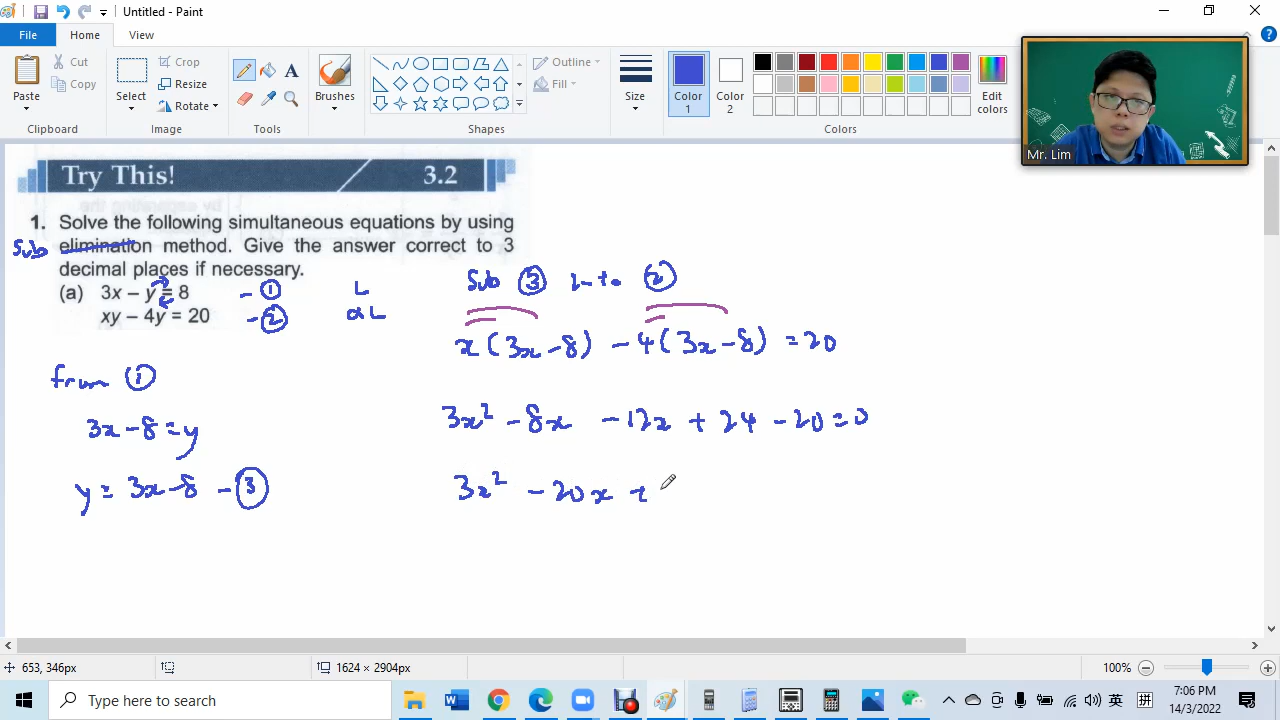 Untitled - Paint
File
Home
View
Paste
Cut
Copy
Clipboard
Select
Crop
Resize
Rotate
Image
Tools
Brushes
Outline
Fill
Shapes
Size
Color 1
Color 2
Edit colors
Colors
Mr. Lim
Try This! 3.2
1. Solve the following simultaneous equations by using
Sub elimination method. Give the answer correct to 3
decimal places if necessary.
(a) 3x – y = 8 - ① L
xy – 4y = 20 - ②
from ①
3x - 8 = y
y = 3x - 8 - ③
Sub ③ into ②
x(3x - 8) - 4(3x - 8) = 20
3x² - 8x - 12x + 24 - 20 = 0
3x² - 20x +
653, 346px
1624 × 2904px
100%
Type here to search
英
拼
7:06 PM
14/3/2022